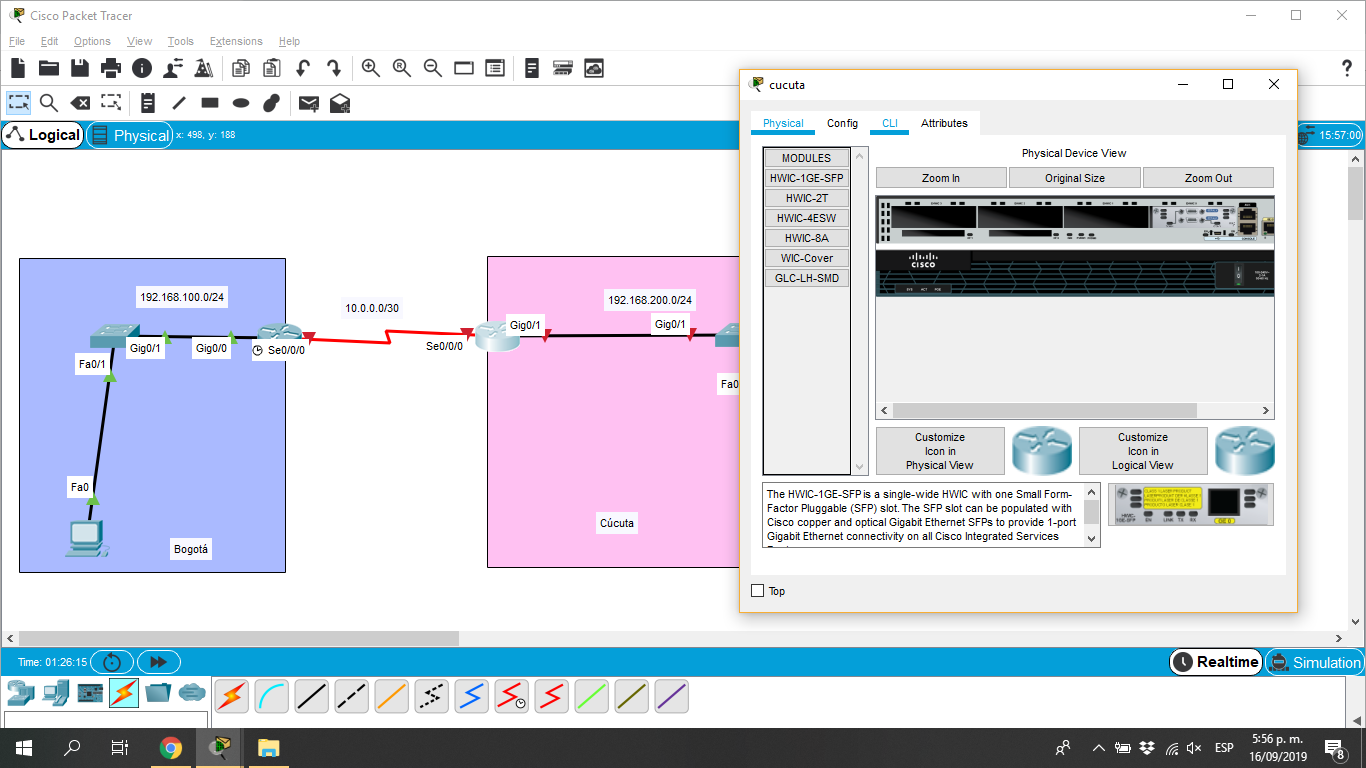 Cisco Packet Tracer
File Edit Options View Tools Extensions Help
Logical
Physical
x: 498, y: 188
15:57:00
192.168.100.0/24
10.0.0.0/30
192.168.200.0/24
Gig0/1
Gig0/0
Se0/0/0
Fa0/1
Fa0
Bogotá
Se0/0/0
Gig0/1
Gig0/1
Fa0
Cúcuta
cucuta
Physical Config CLI Attributes
MODULES
HWIC-1GE-SFP
HWIC-2T
HWIC-4ESW
HWIC-8A
WIC-Cover
GLC-LH-SMD
Physical Device View
Zoom In Original Size Zoom Out
CISCO
Customize
Icon in
Physical View
Customize
Icon in
Logical View
The HWIC-1GE-SFP is a single-wide HWIC with one Small Form-
Factor Pluggable (SFP) slot. The SFP slot can be populated with
Cisco copper and optical Gigabit Ethernet SFPs to provide 1-port
Gigabit Ethernet connectivity on all Cisco Integrated Services
Top
Time: 01:26:15
Realtime
Simulation
ESP
5:56 p. m.
16/09/2019
8